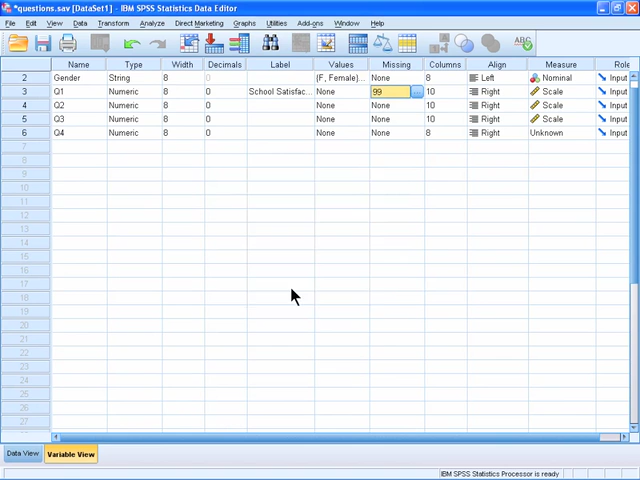 *questions.sav [DataSet1] - IBM SPSS Statistics Data Editor
File Edit View Data Transform Analyze Direct Marketing Graphs Utilities Add-ons Window Help
ABC
Name Type Width Decimals Label Values Missing Columns Align Measure Role
2 Gender String 8 0 {F, Female}... None 8 Left Nominal Input
3 Q1 Numeric 8 0 School Satisfac... None 99 ... 10 Right Scale Input
4 Q2 Numeric 8 0 None None 10 Right Scale Input
5 Q3 Numeric 8 0 None None 10 Right Scale Input
6 Q4 Numeric 8 0 None None 8 Right Unknown Input
7
8
9
10
11
12
13
14
15
16
17
18
19
20
21
22
23
24
25
26
27
Data View Variable View
IBM SPSS Statistics Processor is ready